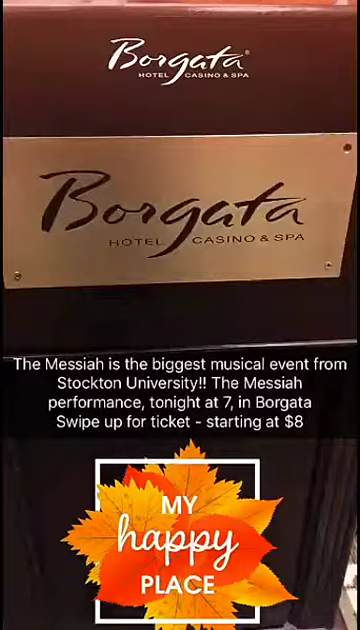 Borgata
HOTEL CASINO & SPA
Borgata
HOTEL CASINO & SPA
The Messiah is the biggest musical event from
Stockton University!! The Messiah
performance, tonight at 7, in Borgata
Swipe up for ticket - starting at $8
MY
happy
PLACE